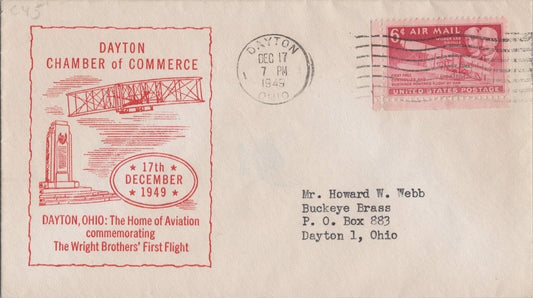 C45
DAYTON
CHAMBER of COMMERCE
17th
DECEMBER
1949
DAYTON, OHIO: The Home of Aviation
commemorating
The Wright Brothers' First Flight
DAYTON
DEC 17
7 PM
1949
OHIO
6¢ AIR MAIL
UNITED STATES POSTAGE
Mr. Howard W. Webb
Buckeye Brass
P. O. Box 883
Dayton 1, Ohio